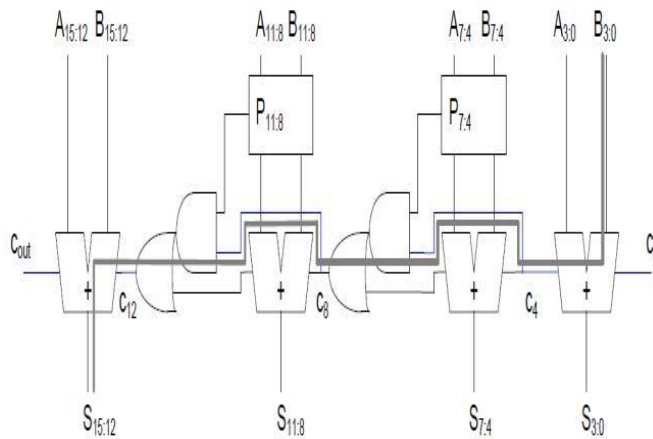 A15:12 B15:12 A11:8 B11:8 A7:4 B7:4 A3:0 B3:0
P11:8 P7:4
Cout C
+ + + +
C12 C8 C4
S15:12 S11:8 S7:4 S3:0